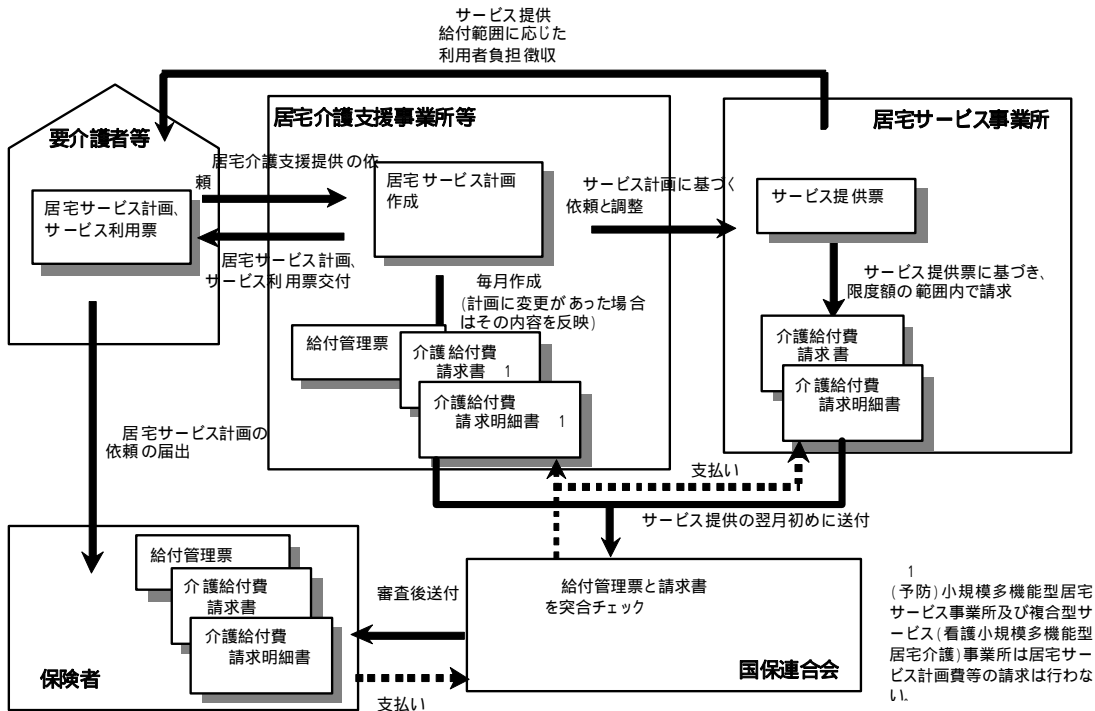 サービス提供
給付範囲に応じた
利用者負担徴収
要介護者等
居宅介護支援事業所等
居宅サービス事業所
居宅介護支援提供の依
頼
居宅サービス計画、
サービス利用票
居宅サービス計画
作成
サービス計画に基づく
依頼と調整
サービス提供票
居宅サービス計画、
サービス利用票交付
毎月作成
(計画に変更があった場合
はその内容を反映)
サービス提供票に基づき、
限度額の範囲内で請求
給付管理票
介護給付費
請求書 1
介護給付費
請求明細書 1
介護給付費
請求書
介護給付費
請求明細書
居宅サービス計画の
依頼の届出
支払い
サービス提供の翌月初めに送付
給付管理票
介護給付費
請求書
介護給付費
請求明細書
保険者
審査後送付
支払い
給付管理票と請求書
を突合チェック
国保連合会
1
(予防)小規模多機能型居宅
サービス事業所及び複合型サ
ービス(看護小規模多機能型
居宅介護)事業所は居宅サー
ビス計画費等の請求は行わな
い。